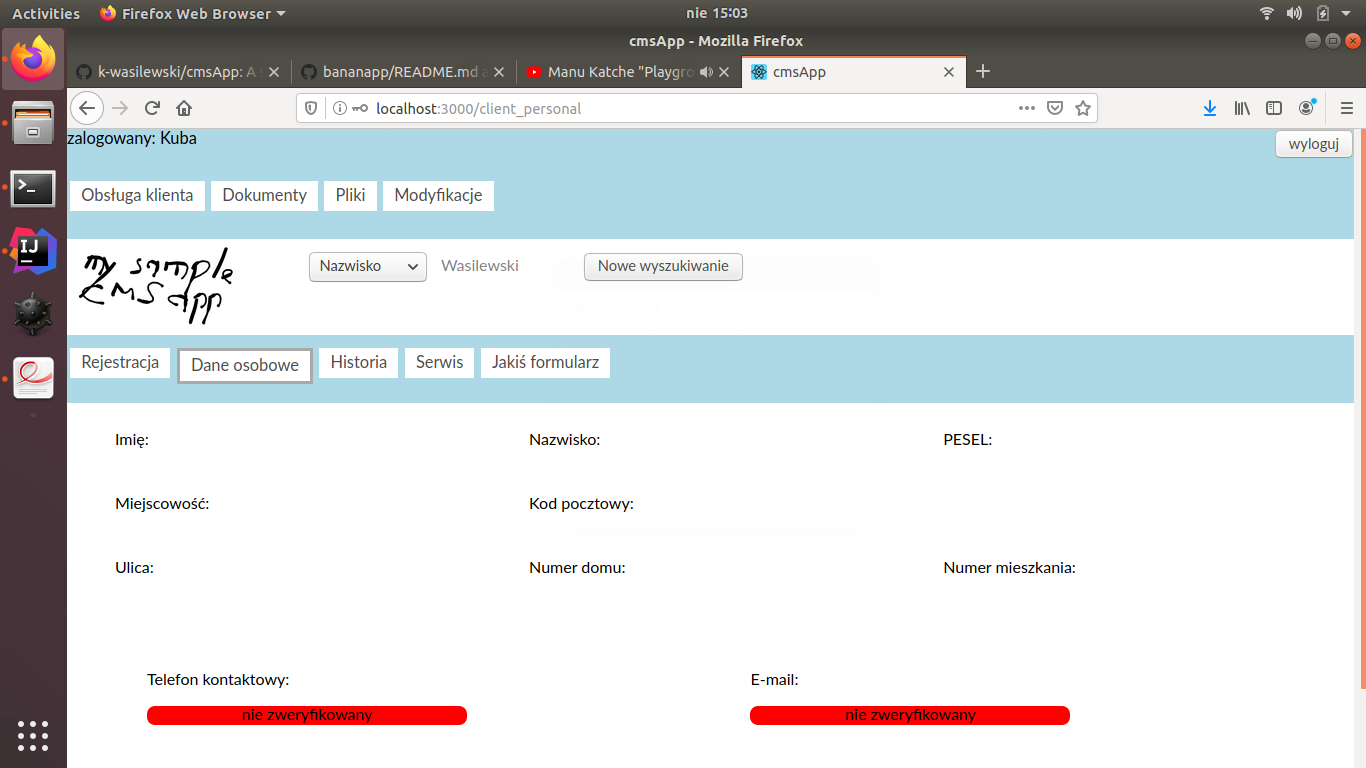 Activities Firefox Web Browser nie 15:03
cmsApp - Mozilla Firefox
k-wasilewski/cmsApp: A bananapp/README.md a Manu Katche "Playgro cmsApp
localhost:3000/client_personal
zalogowany: Kuba wyloguj
Obsługa klienta Dokumenty Pliki Modyfikacje
my sample
CMS app
Nazwisko Wasilewski Nowe wyszukiwanie
Rejestracja Dane osobowe Historia Serwis Jakiś formularz
Imię: Nazwisko: PESEL:
Miejscowość: Kod pocztowy:
Ulica: Numer domu: Numer mieszkania:
Telefon kontaktowy: E-mail:
nie zweryfikowany nie zweryfikowany